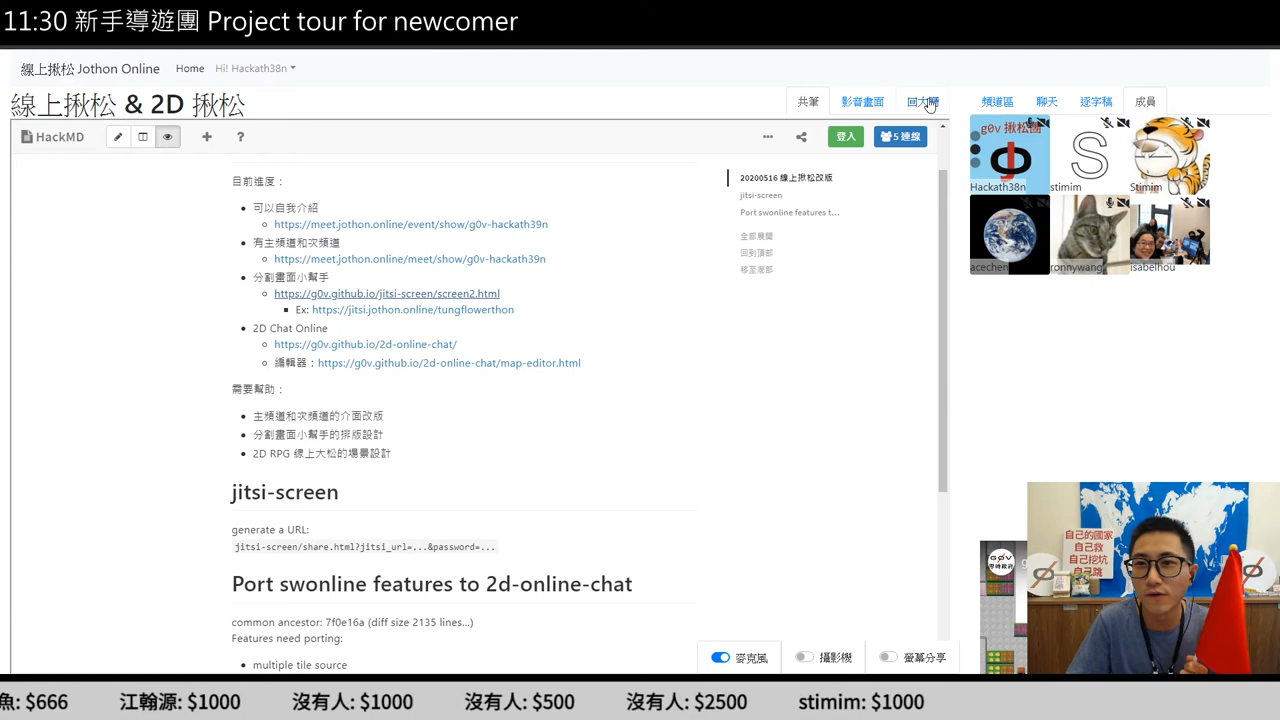 11:30 新手導遊團 Project tour for newcomer
線上揪松 Jothon Online
Home
Hi! Hackath38n
線上揪松 & 2D 揪松
共筆
影音畫面
頻道區
聊天
逐字稿
成員
HackMD
登入
5 連線
目前進度：
可以自我介紹
https://meet.jothon.online/event/show/g0v-hackath39n
有主頻道和次頻道
https://meet.jothon.online/meet/show/g0v-hackath39n
分割畫面小幫手
https://g0v.github.io/jitsi-screen/screen2.html
Ex: https://jitsi.jothon.online/tungflowerthon
2D Chat Online
https://g0v.github.io/2d-online-chat/
編輯器：https://g0v.github.io/2d-online-chat/map-editor.html
需要幫助：
主頻道和次頻道的介面改版
分割畫面小幫手的排版設計
2D RPG 線上大松的場景設計
jitsi-screen
generate a URL:
jitsi-screen/share.html?jitsi_url=...&password=...
Port swonline features to 2d-online-chat
common ancestor: 7f0e16a (diff size 2135 lines...)
Features need porting:
multiple tile source
20200516 線上揪松改版
jitsi-screen
Port swonline features t...
全部展開
回到頂部
移至底部
g0v 揪松團
Hackath38n
S
stimim
Stimim
acechen
ronnywang
isabelhou
自己的國家
自己救
自己挖坑
自己跳
G0V
零時政府
麥克風
攝影機
螢幕分享
魚: $666
江翰源: $1000
沒有人: $1000
沒有人: $500
沒有人: $2500
stimim: $1000